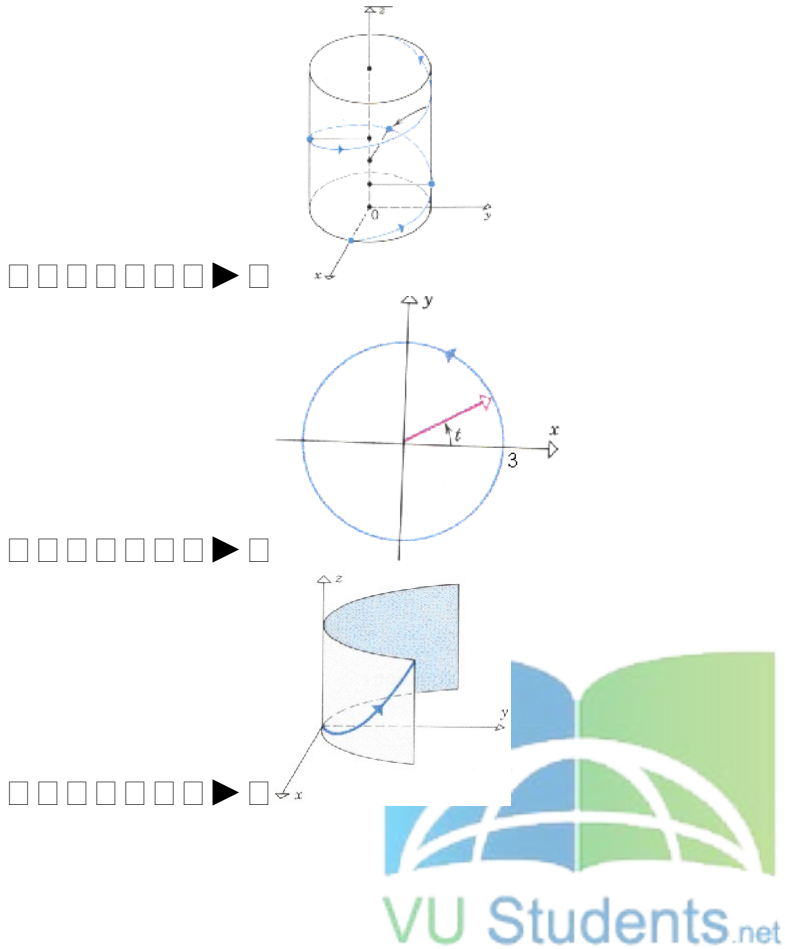 z
0
y
x
□ □ □ □ □ □ □ ► □
y
t
x
3
□ □ □ □ □ □ □ ► □
z
y
□ □ □ □ □ □ □ ► □
x
VU Students.net